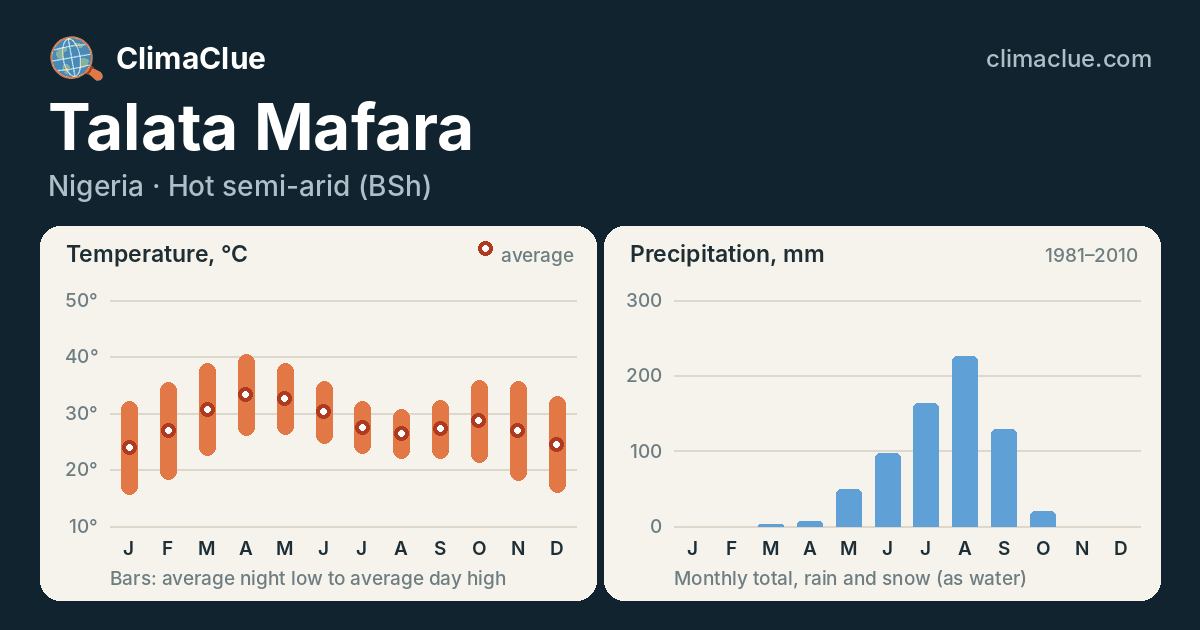 ClimaClue
climaclue.com
Talata Mafara
Nigeria · Hot semi-arid (BSh)
Temperature, °C
average
50°
40°
30°
20°
10°
J F M A M J J A S O N D
Bars: average night low to average day high
Precipitation, mm
1981–2010
300
200
100
0
J F M A M J J A S O N D
Monthly total, rain and snow (as water)